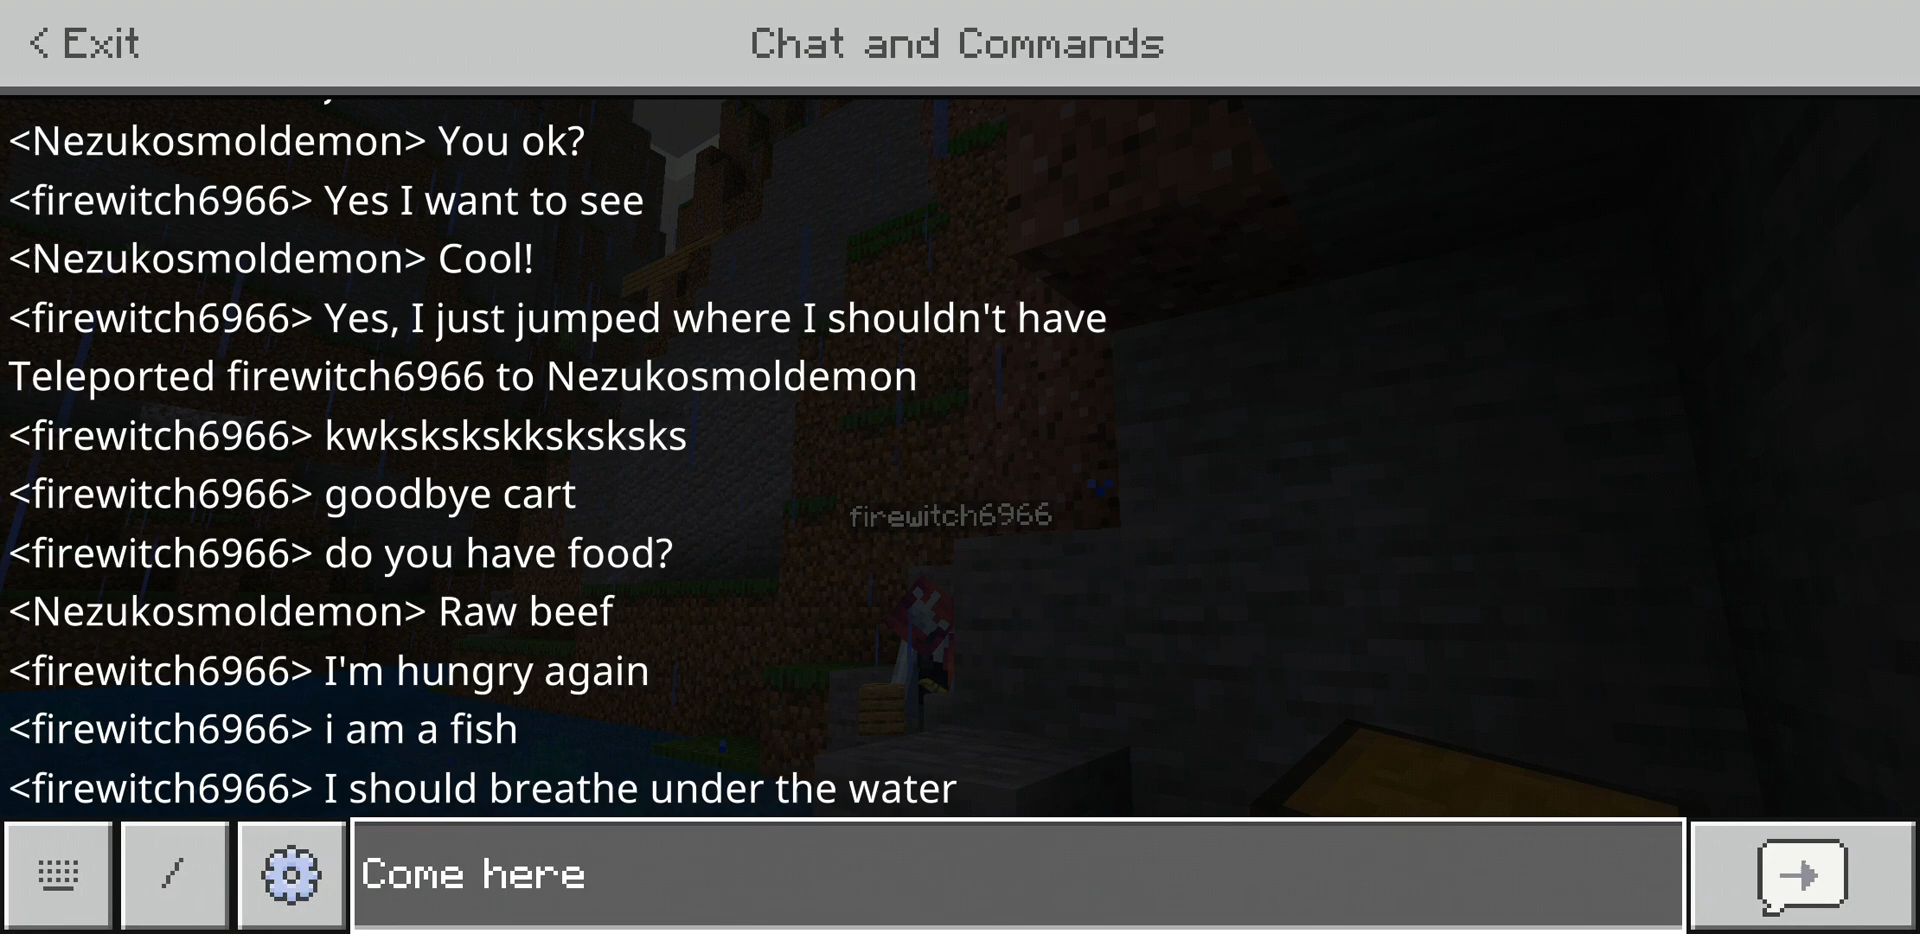 < Exit
Chat and Commands
<Nezukosmoldemon> You ok?
<firewitch6966> Yes I want to see
<Nezukosmoldemon> Cool!
<firewitch6966> Yes, I just jumped where I shouldn't have
Teleported firewitch6966 to Nezukosmoldemon
<firewitch6966> kwkskskskksksksks
<firewitch6966> goodbye cart
<firewitch6966> do you have food?
firewitch6966
<Nezukosmoldemon> Raw beef
<firewitch6966> I'm hungry again
<firewitch6966> i am a fish
<firewitch6966> I should breathe under the water
/
Come here